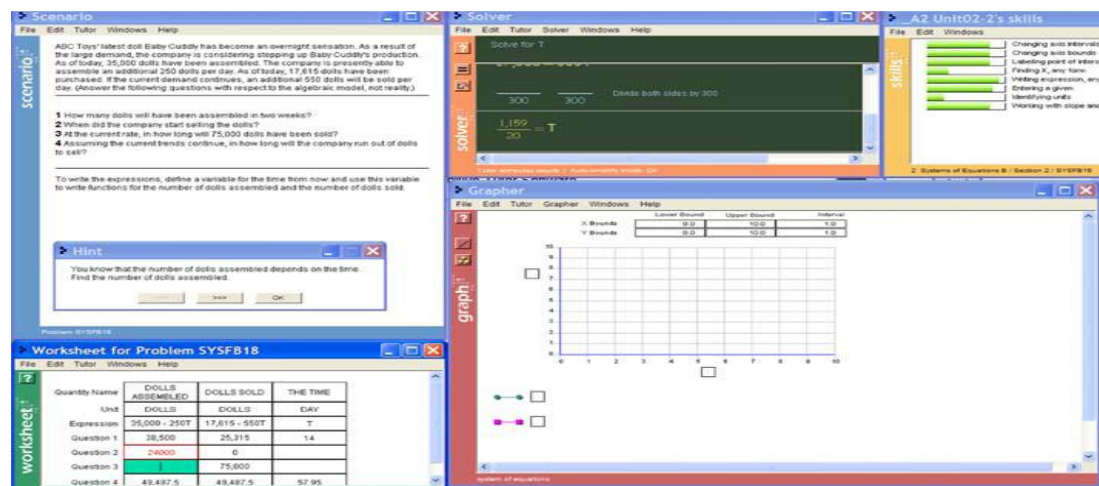 Scenario
File Edit Tutor Windows Help
scenario
ABC Toys' latest doll Baby Cuddly has become an overnight sensation. As a result of
the large demand, the company is considering stepping up Baby Cuddly's production.
As of today, 35,000 dolls have been assembled. The company is presently able to
assemble an additional 250 dolls per day. As of today, 17,615 dolls have been
purchased. If the current demand continues, an additional 550 dolls will be sold per
day. (Answer the following questions with respect to the algebraic model, not reality.)
1 How many dolls will have been assembled in two weeks?
2 When did the company start selling the dolls?
3 At the current rate, in how long will 75,000 dolls have been sold?
4 Assuming the current trends continue, in how long will the company run out of dolls
to sell?
To write the expressions, define a variable for the time from now and use this variable
to write functions for the number of dolls assembled and the number of dolls sold.
Hint
You know that the number of dolls assembled depends on the time.
Find the number of dolls assembled.
>>> OK
Problem SYSFB18
Worksheet for Problem SYSFB18
File Edit Tutor Windows Help
worksheet
Quantity Name DOLLS ASSEMBLED DOLLS SOLD THE TIME
Unit DOLLS DOLLS DAY
Expression 35,000 - 250T 17,615 - 550T T
Question 1 38,500 25,315 14
Question 2 24000 0
Question 3 75,000
Question 4 49,487.5 49,487.5 57.95
Solver
File Edit Tutor Solver Windows Help
solver
Solve for T
300 300 Divide both sides by 300
1,159/20 = T
_A2 Unit02-2's skills
File Edit Windows
skills
Changing axis intervals
Changing axis bounds
Labeling point of inters
Finding X, any form
Writing expression, any
Entering a given
Identifying units
Working with slope and
2 Systems of Equations B / Section 2 / SYSFB18
Grapher
File Edit Tutor Grapher Windows Help
graph
Lower Bound Upper Bound Interval
X Bounds 0.0 10.0 1.0
Y Bounds 0.0 10.0 1.0
10
9
8
7
6
5
4
3
2
1
0
0 1 2 3 4 5 6 7 8 9 10
system of equations